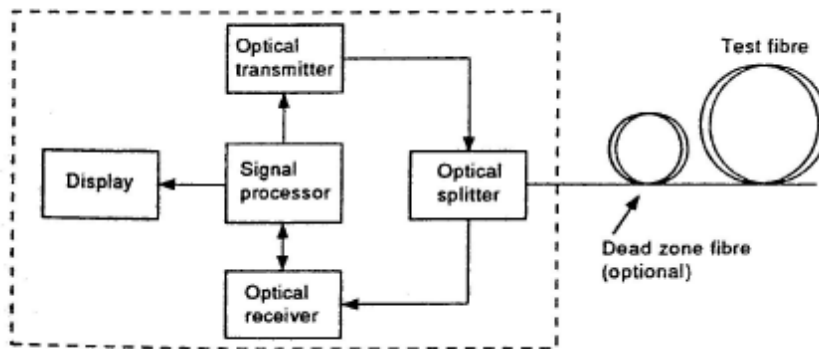 Optical
transmitter
Test fibre
Display
Signal
processor
Optical
splitter
Dead zone fibre
(optional)
Optical
receiver